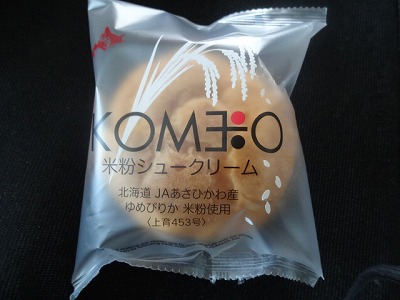 KOMEKO
米粉シュークリーム
北海道 JAあさひかわ産
ゆめぴりか 米粉使用
〈上育453号〉